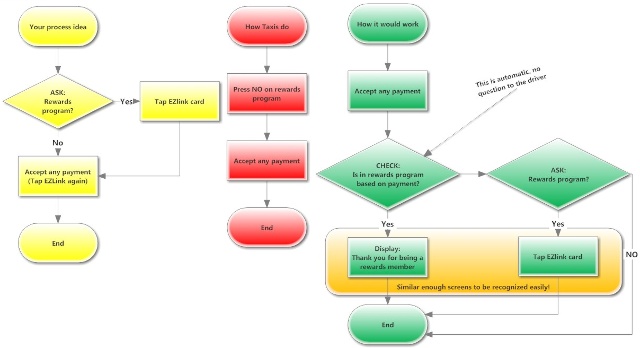 Your process idea
ASK:
Rewards
program?
Yes
Tap EZlink card
No
Accept any payment
(Tap EZLink again)
End
How Taxis do
Press NO on rewards
program
Accept any payment
End
How it would work
Accept any payment
This is automatic, no
question to the driver
CHECK:
Is in rewards program
based on payment?
ASK:
Rewards program?
Yes
Yes
NO
Display:
Thank you for being a
rewards member
Tap EZlink card
Similar enough screens to be recognized easily!
End